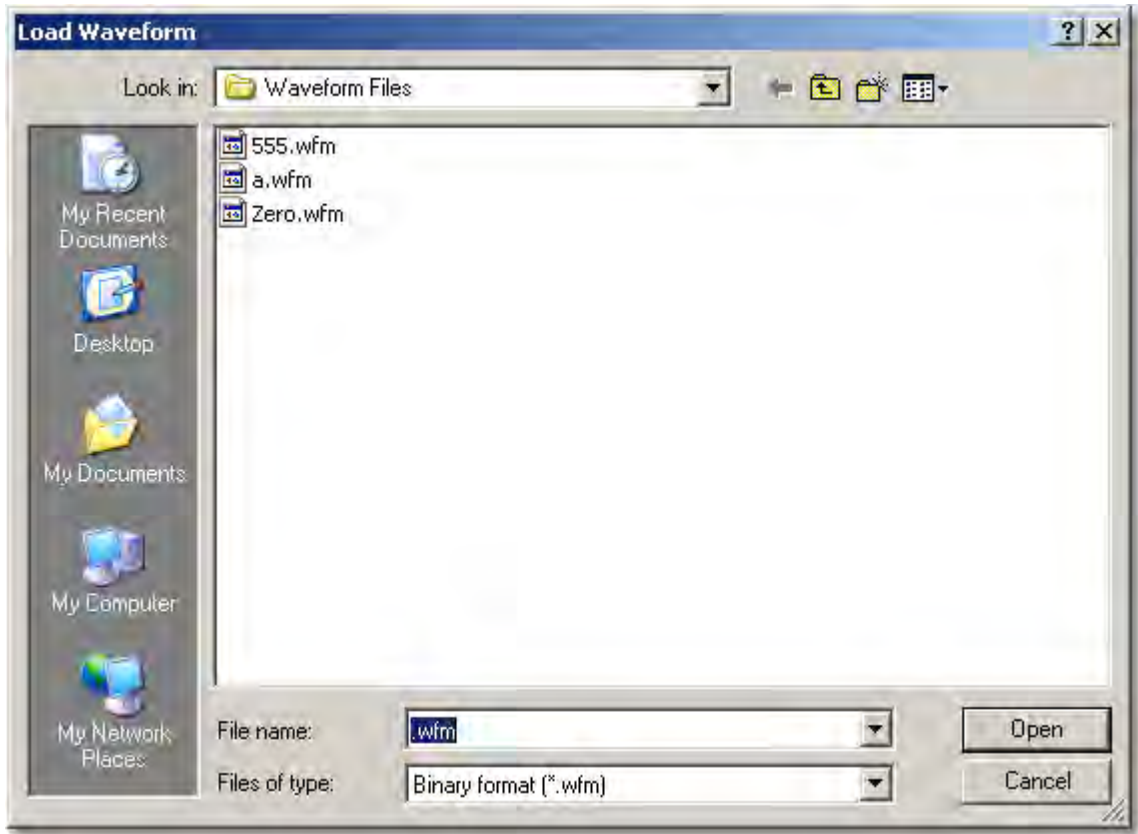 Load Waveform
Look in: Waveform Files
555.wfm
a.wfm
Zero.wfm
My Recent
Documents
Desktop
My Documents
My Computer
My Network
Places
File name: .wfm Open
Files of type: Binary format (*.wfm) Cancel